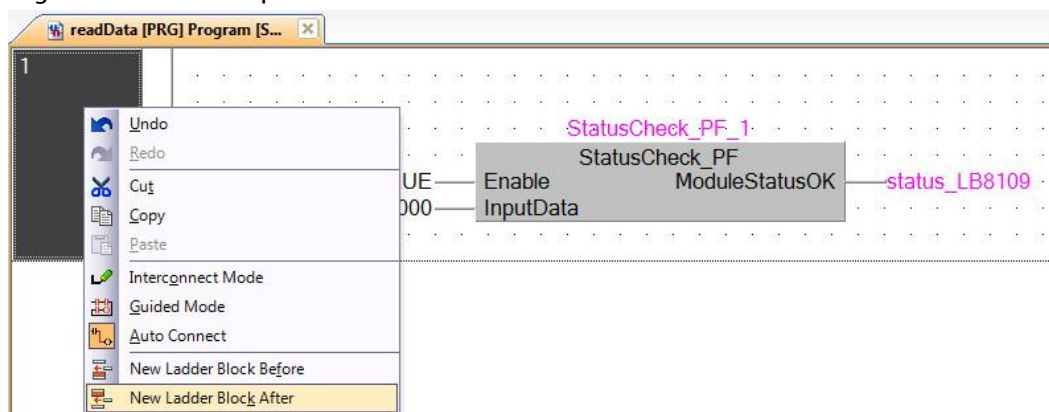 readData [PRG] Program [S...
1
Undo
Redo
Cut
Copy
Paste
Interconnect Mode
Guided Mode
Auto Connect
New Ladder Block Before
New Ladder Block After
StatusCheck_PF_1
StatusCheck_PF
UE Enable ModuleStatusOK status_LB8109
000 InputData